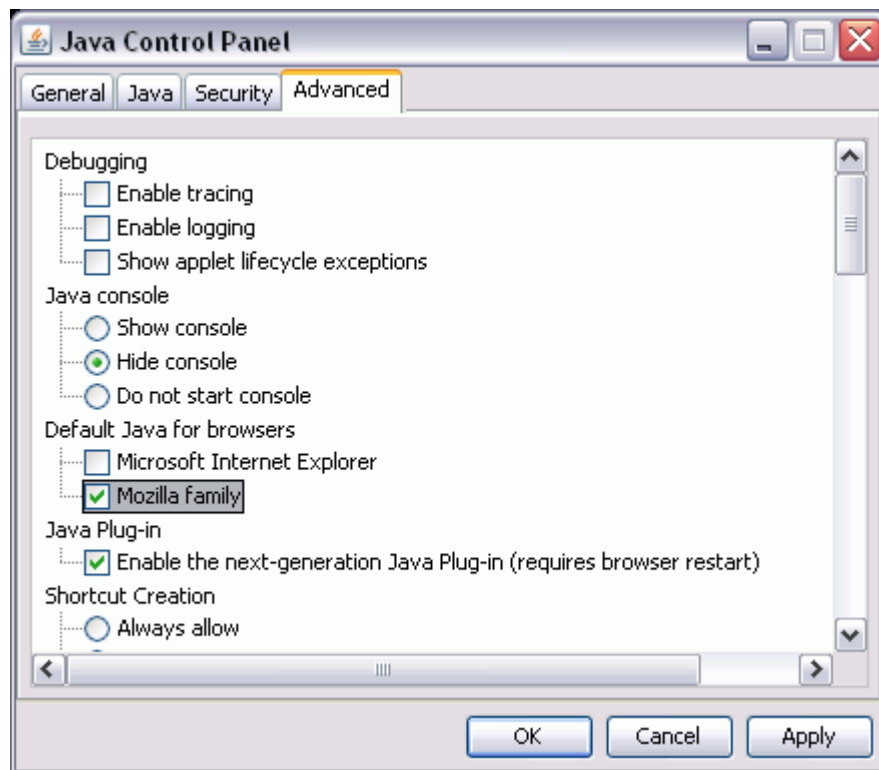 Java Control Panel
General Java Security Advanced
Debugging
Enable tracing
Enable logging
Show applet lifecycle exceptions
Java console
Show console
Hide console
Do not start console
Default Java for browsers
Microsoft Internet Explorer
Mozilla family
Java Plug-in
Enable the next-generation Java Plug-in (requires browser restart)
Shortcut Creation
Always allow
OK Cancel Apply